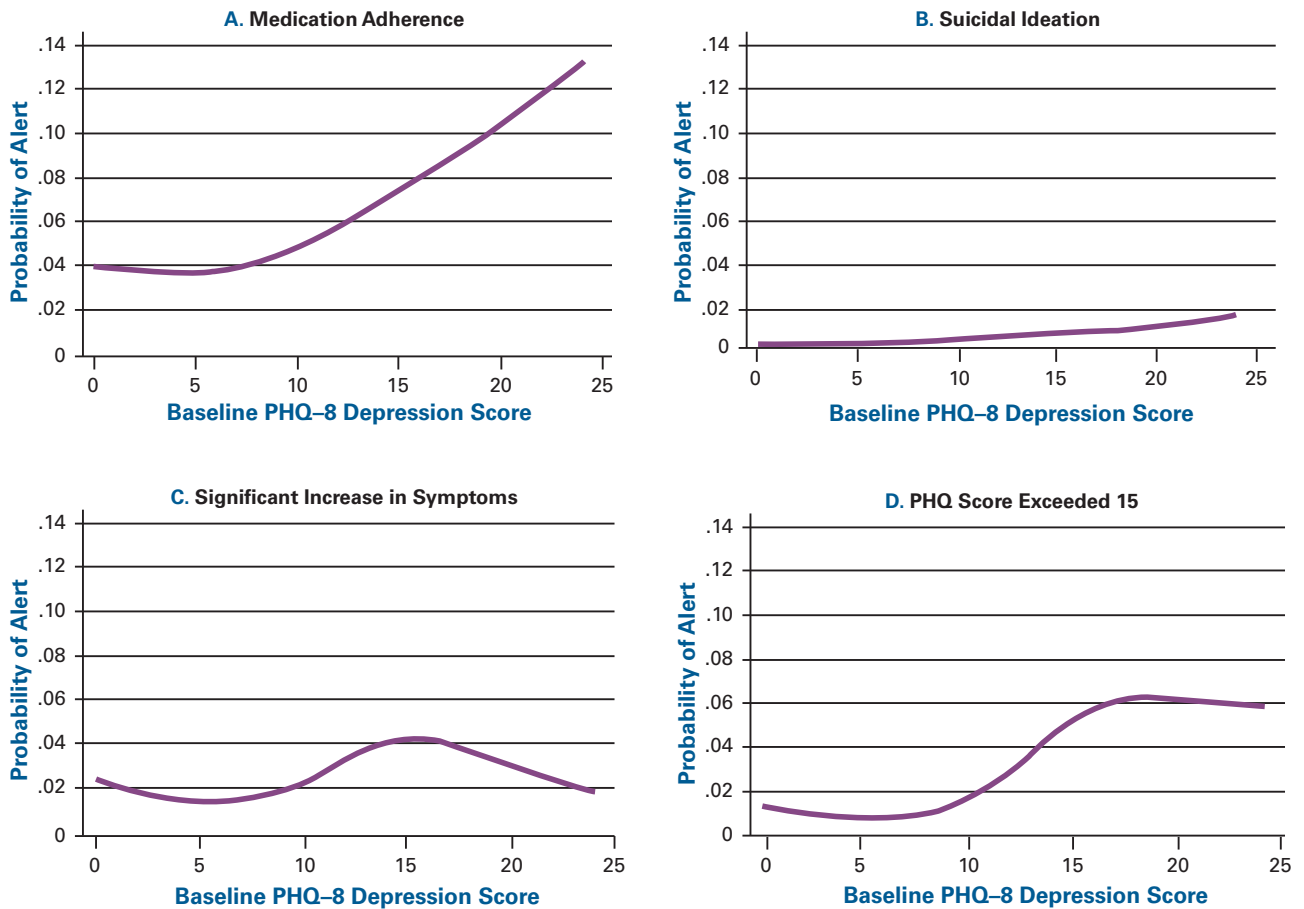 A. Medication Adherence
.14
.12
.10
.08
.06
.04
.02
0
0 5 10 15 20 25
Probability of Alert
Baseline PHQ–8 Depression Score
B. Suicidal Ideation
.14
.12
.10
.08
.06
.04
.02
0
0 5 10 15 20 25
Probability of Alert
Baseline PHQ–8 Depression Score
C. Significant Increase in Symptoms
.14
.12
.10
.08
.06
.04
.02
0
0 5 10 15 20 25
Probability of Alert
Baseline PHQ–8 Depression Score
D. PHQ Score Exceeded 15
.14
.12
.10
.08
.06
.04
.02
0
0 5 10 15 20 25
Probability of Alert
Baseline PHQ–8 Depression Score